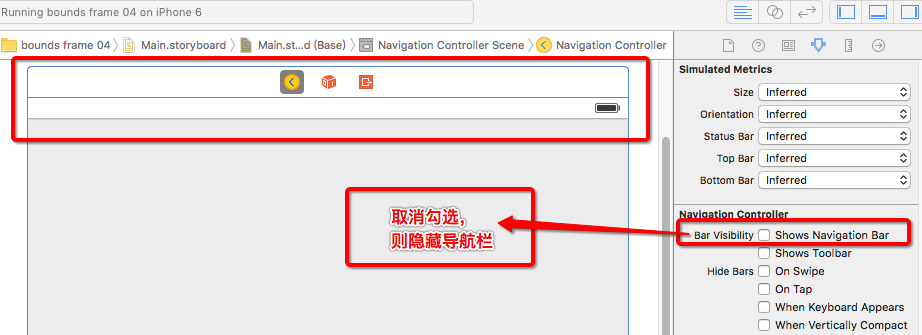 Running bounds frame 04 on iPhone 6
bounds frame 04 〉 Main.storyboard 〉 Main.st...d (Base) 〉 Navigation Controller Scene 〉 Navigation Controller
Simulated Metrics
Size Inferred
Orientation Inferred
Status Bar Inferred
Top Bar Inferred
Bottom Bar Inferred
取消勾选,
则隐藏导航栏
Navigation Controller
Bar Visibility Shows Navigation Bar
Shows Toolbar
Hide Bars On Swipe
On Tap
When Keyboard Appears
When Vertically Compact